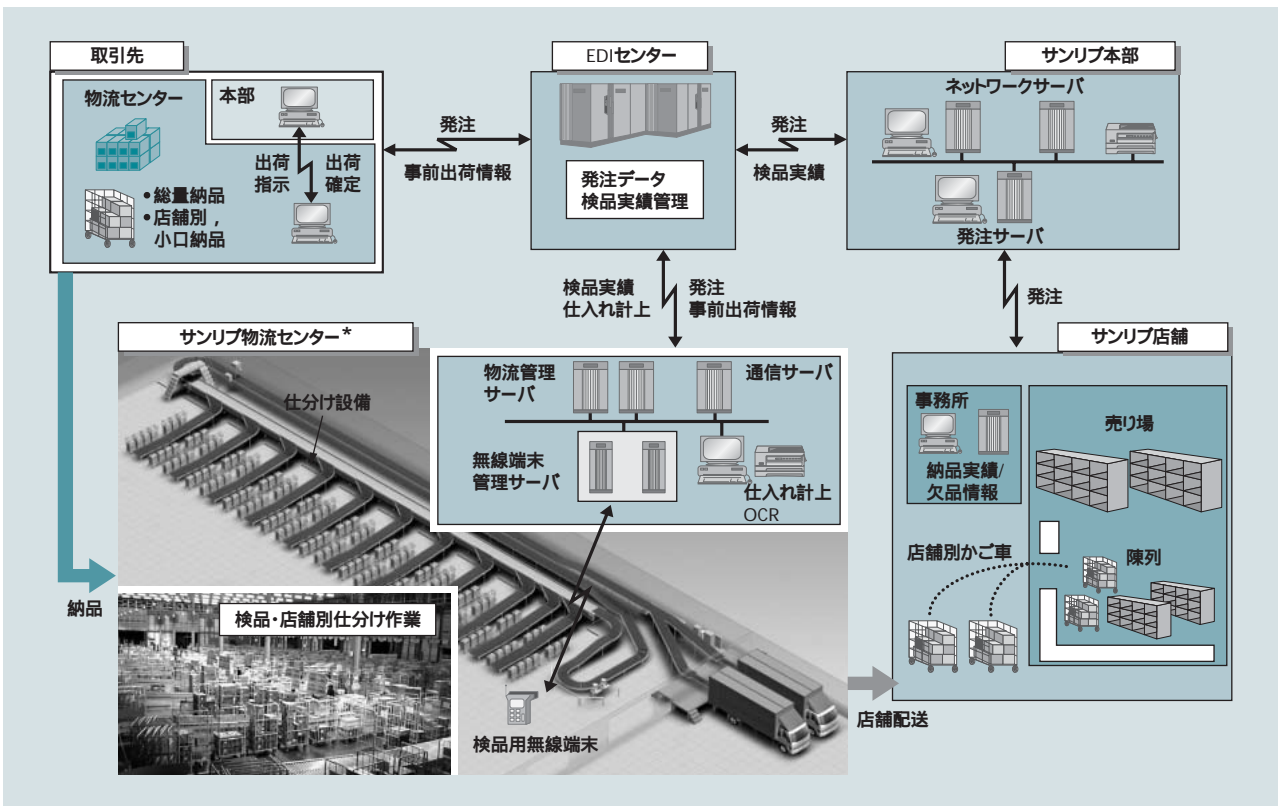 取引先
物流センター
本部
出荷
指示
出荷
確定
•総量納品
•店舗別，
小口納品
発注
事前出荷情報
EDIセンター
発注データ
検品実績管理
発注
検品実績
サンリブ本部
ネットワークサーバ
発注サーバ
検品実績
仕入れ計上
発注
事前出荷情報
発注
サンリブ物流センター*
仕分け設備
物流管理
サーバ
通信サーバ
無線端末
管理サーバ
仕入れ計上
OCR
サンリブ店舗
事務所
納品実績/
欠品情報
売り場
店舗別かご車
陳列
納品
検品・店舗別仕分け作業
検品用無線端末
店舗配送